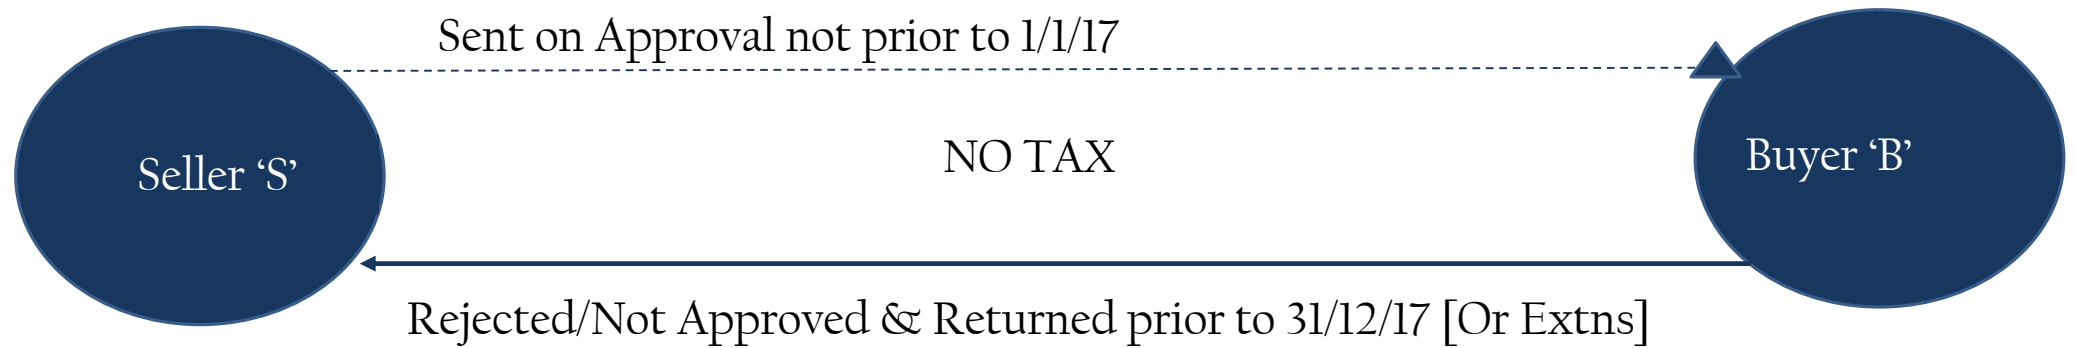 Sent on Approval not prior to 1/1/17
Seller ‘S’
NO TAX
Buyer ‘B’
Rejected/Not Approved & Returned prior to 31/12/17 [Or Extns]